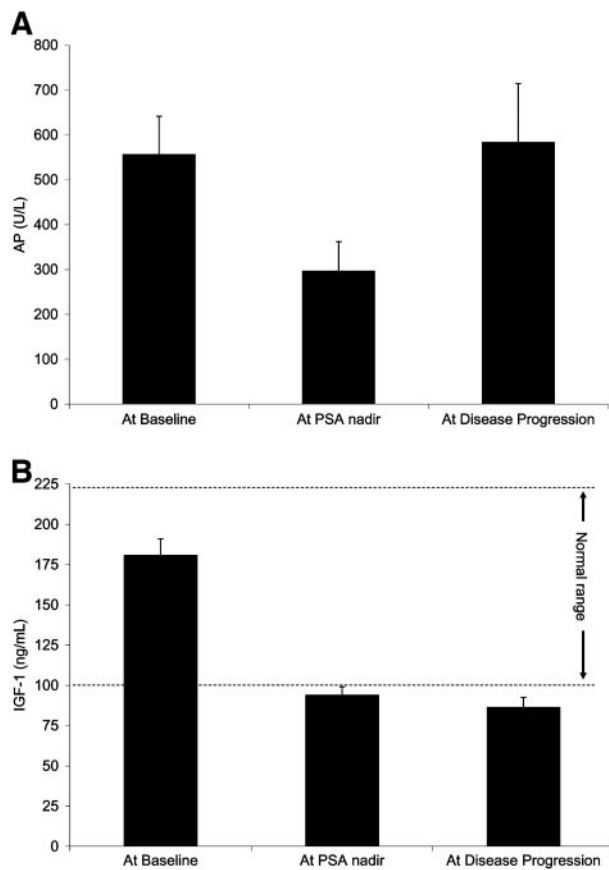 A
800
700
600
500
400
300
200
100
0
AP (U/L)
At Baseline
At PSA nadir
At Disease Progression
B
225
200
175
150
125
100
75
50
25
0
IGF-1 (ng/mL)
Normal range
At Baseline
At PSA nadir
At Disease Progression